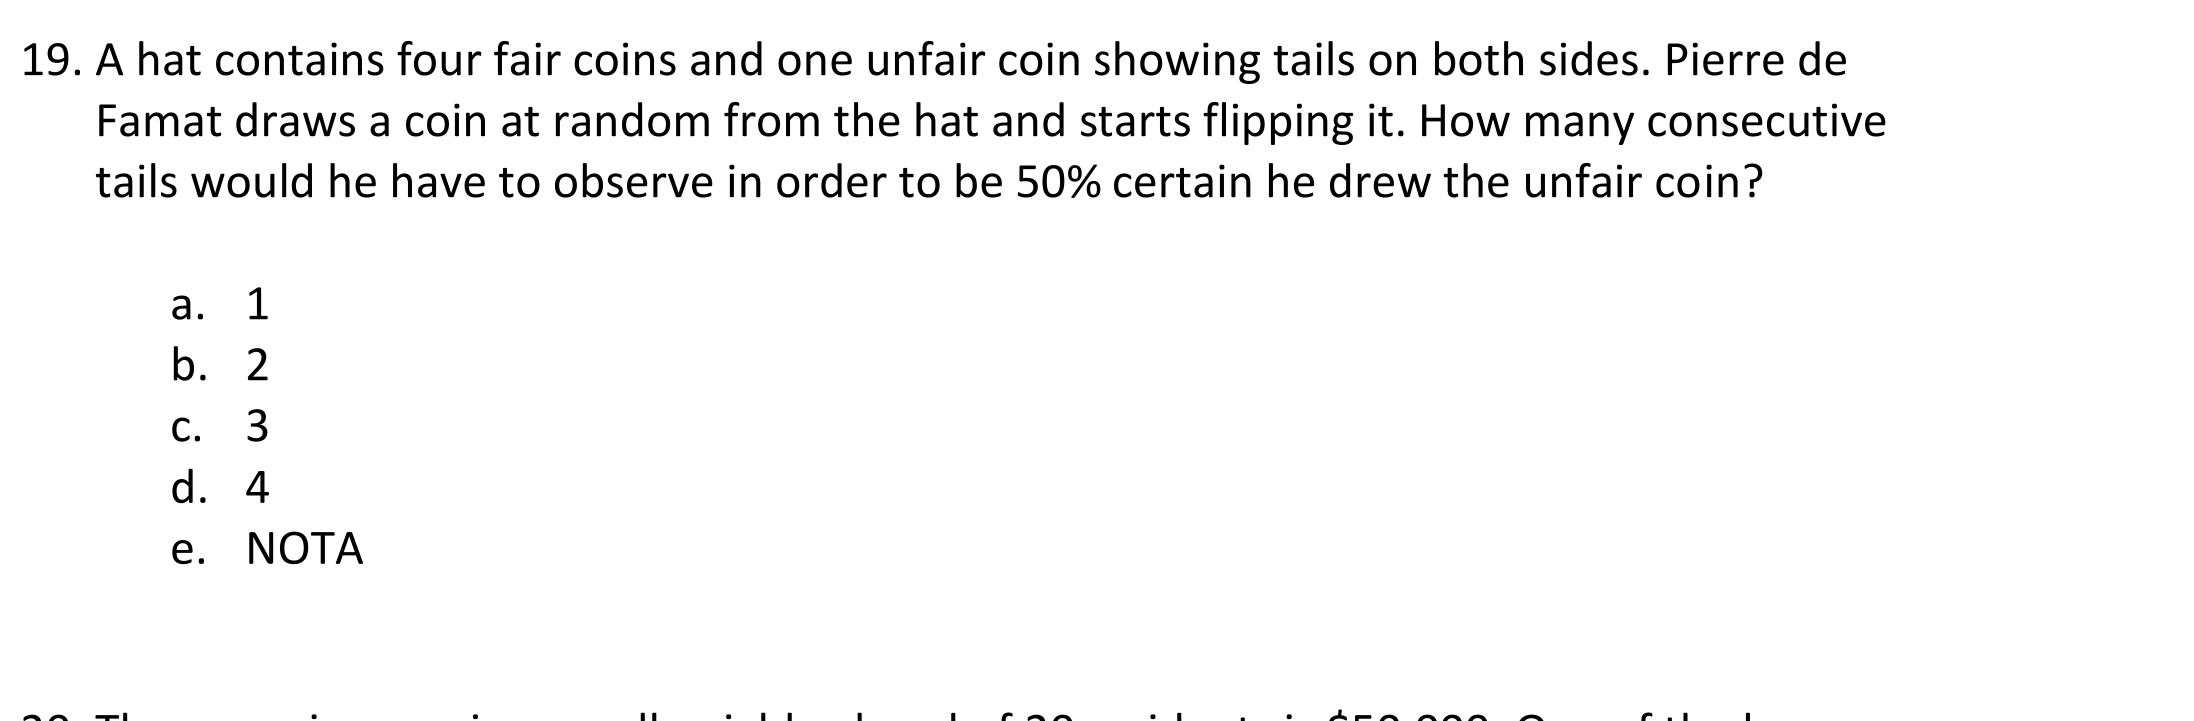 19. A hat contains four fair coins and one unfair coin showing tails on both sides. Pierre de
Famat draws a coin at random from the hat and starts flipping it. How many consecutive
tails would he have to observe in order to be 50% certain he drew the unfair coin?
a. 1
b. 2
c. 3
d. 4
e. NOTA